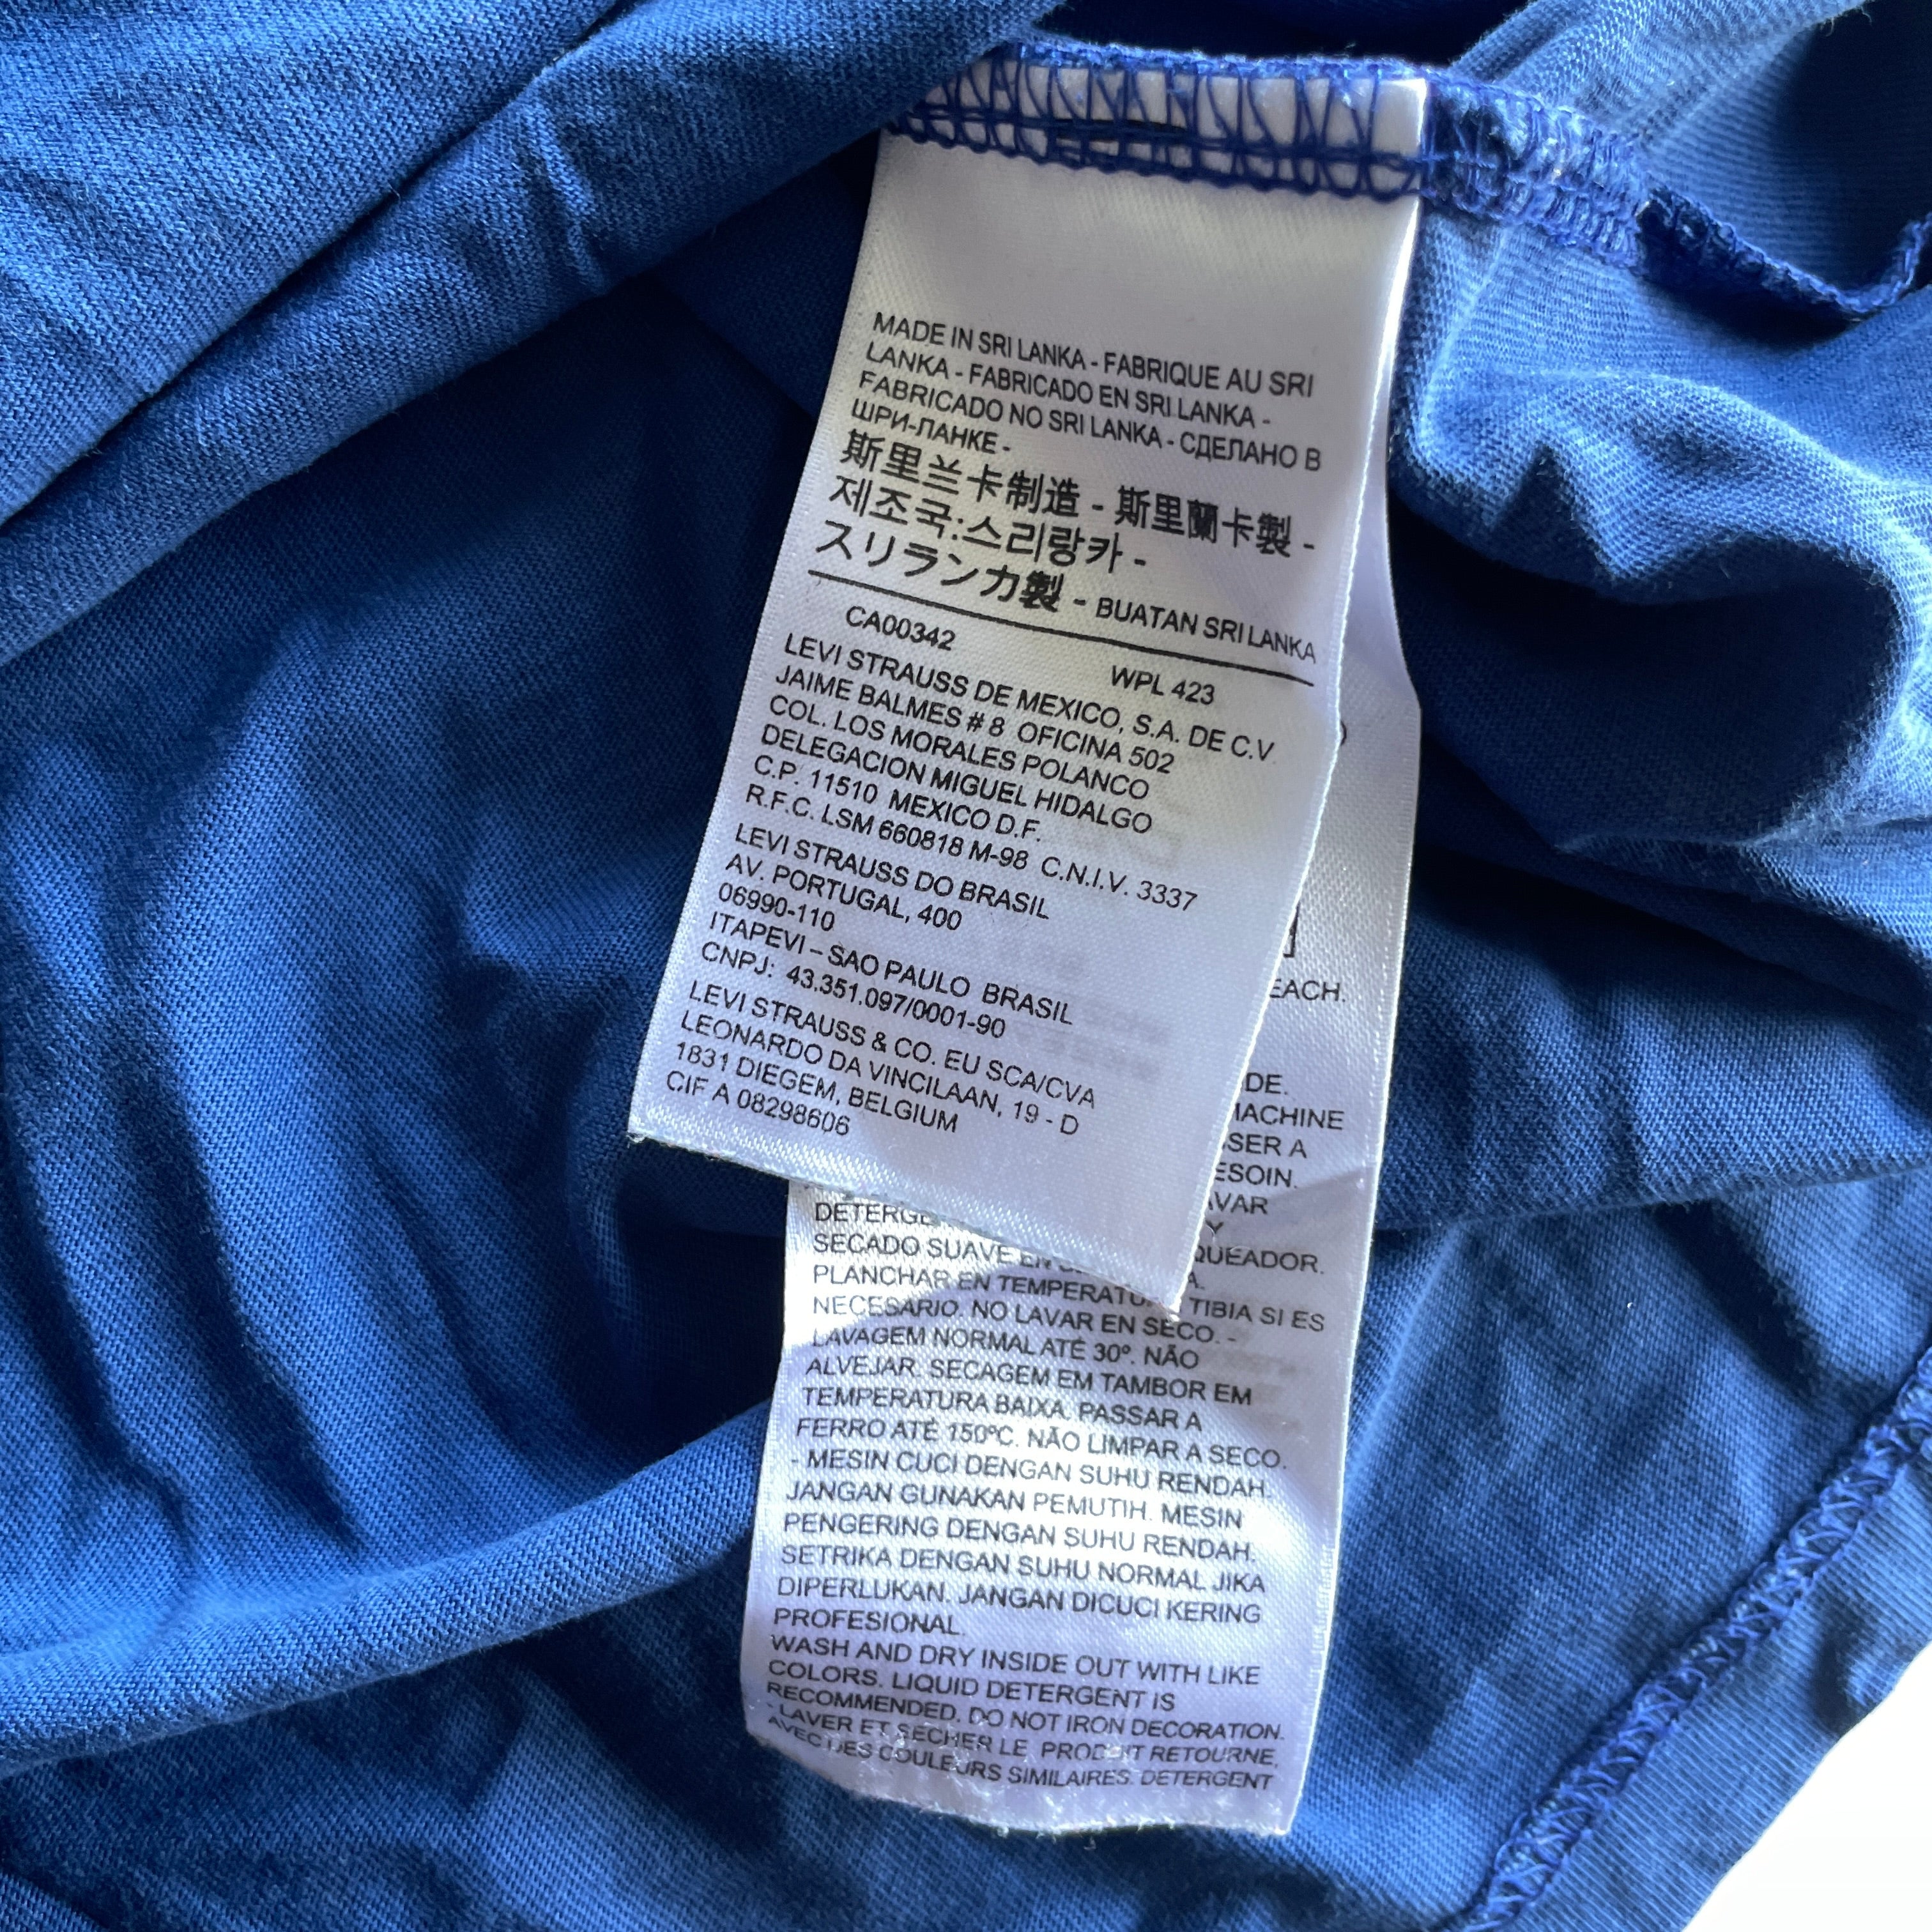 MADE IN SRI LANKA - FABRIQUE AU SRI
LANKA - FABRICADO EN SRI LANKA -
FABRICADO NO SRI LANKA - СДЕЛАНО В
ШРИ-ЛАНКЕ -
斯里兰卡制造 - 斯里蘭卡製 -
제조국:스리랑카 -
スリランカ製 - BUATAN SRI LANKA
CA00342 WPL 423
LEVI STRAUSS DE MEXICO, S.A. DE C.V
JAIME BALMES # 8 OFICINA 502
COL. LOS MORALES POLANCO
DELEGACION MIGUEL HIDALGO
C.P. 11510 MEXICO D.F.
R.F.C. LSM 660818 M-98 C.N.I.V. 3337
LEVI STRAUSS DO BRASIL
AV. PORTUGAL, 400
06990-110
ITAPEVI – SAO PAULO BRASIL
CNPJ: 43.351.097/0001-90
LEVI STRAUSS & CO. EU SCA/CVA
LEONARDO DA VINCILAAN, 19 - D
1831 DIEGEM, BELGIUM
CIF A 08298606
EACH.
DE.
MACHINE
SER A
ESOIN.
AVAR
Y
DETERGE
QUEADOR.
SECADO SUAVE EN A.
PLANCHAR EN TEMPERATU TIBIA SI ES
NECESARIO. NO LAVAR EN SECO. -
LAVAGEM NORMAL ATÉ 30º. NÃO
ALVEJAR. SECAGEM EM TAMBOR EM
TEMPERATURA BAIXA. PASSAR A
FERRO ATÉ 150ºC. NÃO LIMPAR A SECO.
- MESIN CUCI DENGAN SUHU RENDAH.
JANGAN GUNAKAN PEMUTIH. MESIN
PENGERING DENGAN SUHU RENDAH.
SETRIKA DENGAN SUHU NORMAL JIKA
DIPERLUKAN. JANGAN DICUCI KERING
PROFESIONAL.
WASH AND DRY INSIDE OUT WITH LIKE
COLORS. LIQUID DETERGENT IS
RECOMMENDED. DO NOT IRON DECORATION.
LAVER ET SECHER LE PRODUIT RETOURNE,
AVEC DES COULEURS SIMILAIRES. DETERGENT